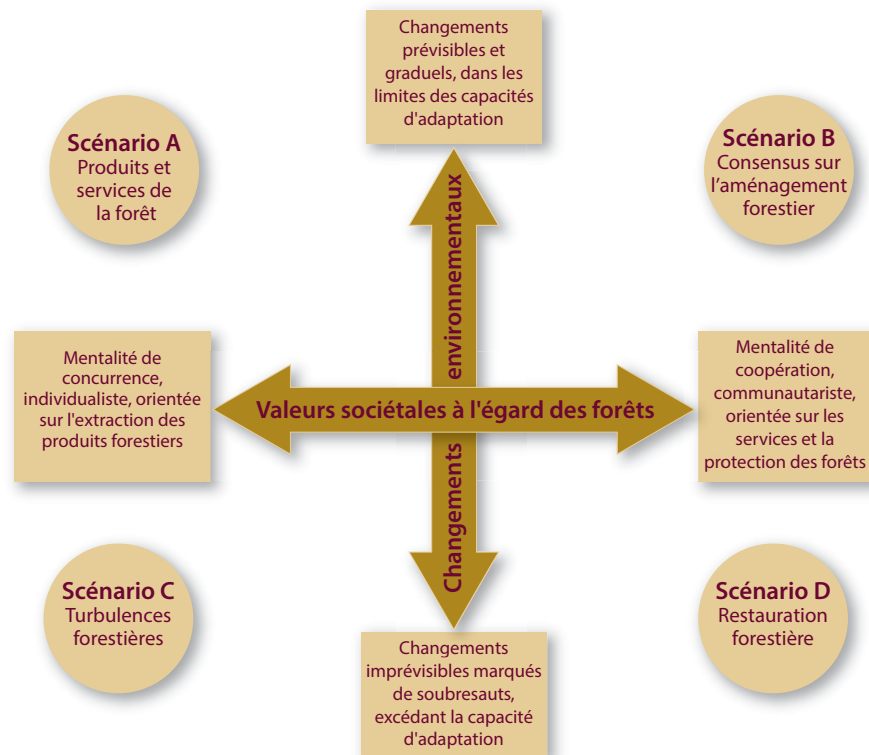 Changements
prévisibles et
graduels, dans les
limites des capacités
d'adaptation
Scénario A
Produits et
services de
la forêt
Scénario B
Consensus sur
l’aménagement
forestier
Changements environnementaux
Mentalité de
concurrence,
individualiste, orientée
sur l'extraction des
produits forestiers
Valeurs sociétales à l'égard des forêts
Mentalité de
coopération,
communautariste,
orientée sur les
services et la
protection des forêts
Scénario C
Turbulences
forestières
Scénario D
Restauration
forestière
Changements
imprévisibles marqués
de soubresauts,
excédant la capacité
d'adaptation